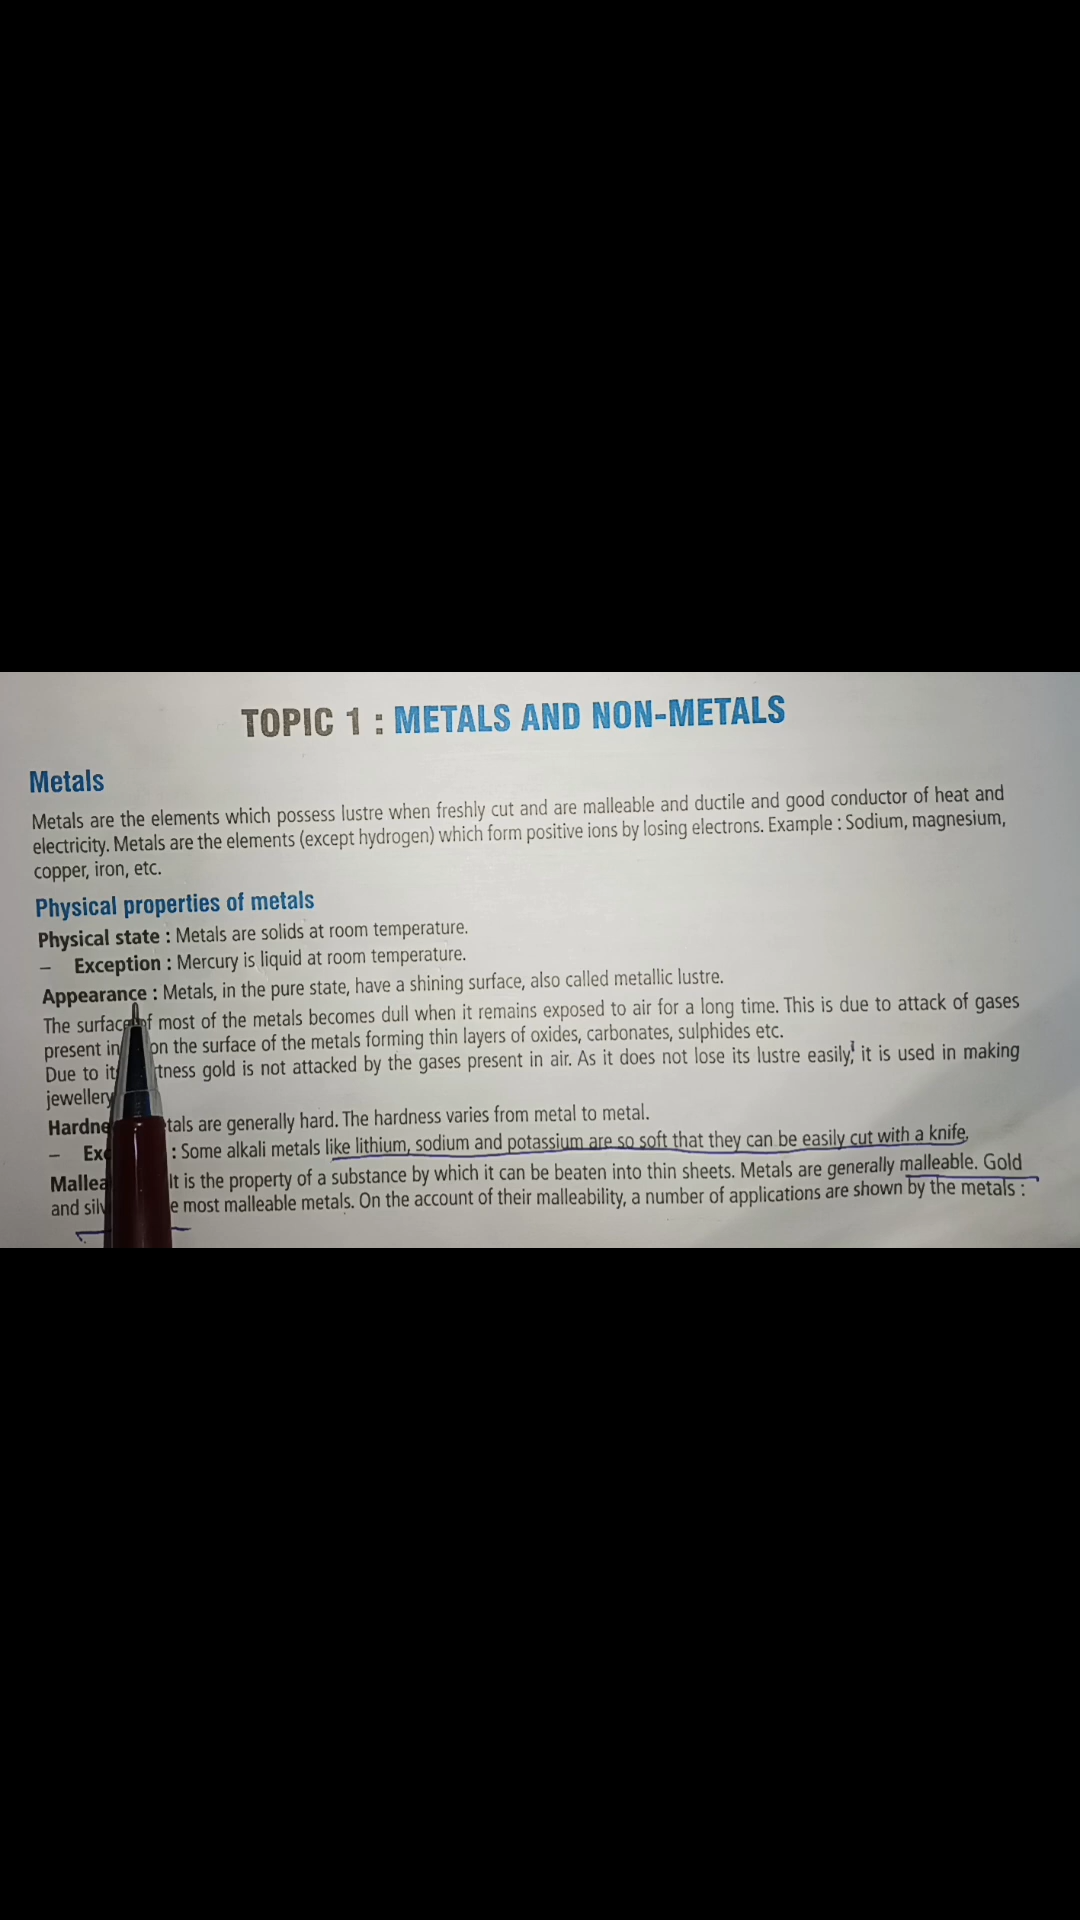 TOPIC 1 : METALS AND NON-METALS
Metals
Metals are the elements which possess lustre when freshly cut and are malleable and ductile and good conductor of heat and
electricity. Metals are the elements (except hydrogen) which form positive ions by losing electrons. Example : Sodium, magnesium,
copper, iron, etc.
Physical properties of metals
Physical state : Metals are solids at room temperature.
– Exception : Mercury is liquid at room temperature.
Appearance : Metals, in the pure state, have a shining surface, also called metallic lustre.
The surface of most of the metals becomes dull when it remains exposed to air for a long time. This is due to attack of gases
present in on the surface of the metals forming thin layers of oxides, carbonates, sulphides etc.
Due to gold is not attacked by the gases present in air. As it does not lose its lustre easily, it is used in making
jewellery
are generally hard. The hardness varies from metal to metal.
– : Some alkali metals like lithium, sodium and potassium are so soft that they can be easily cut with a knife.
It is the property of a substance by which it can be beaten into thin sheets. Metals are generally malleable. Gold
and most malleable metals. On the account of their malleability, a number of applications are shown by the metals :